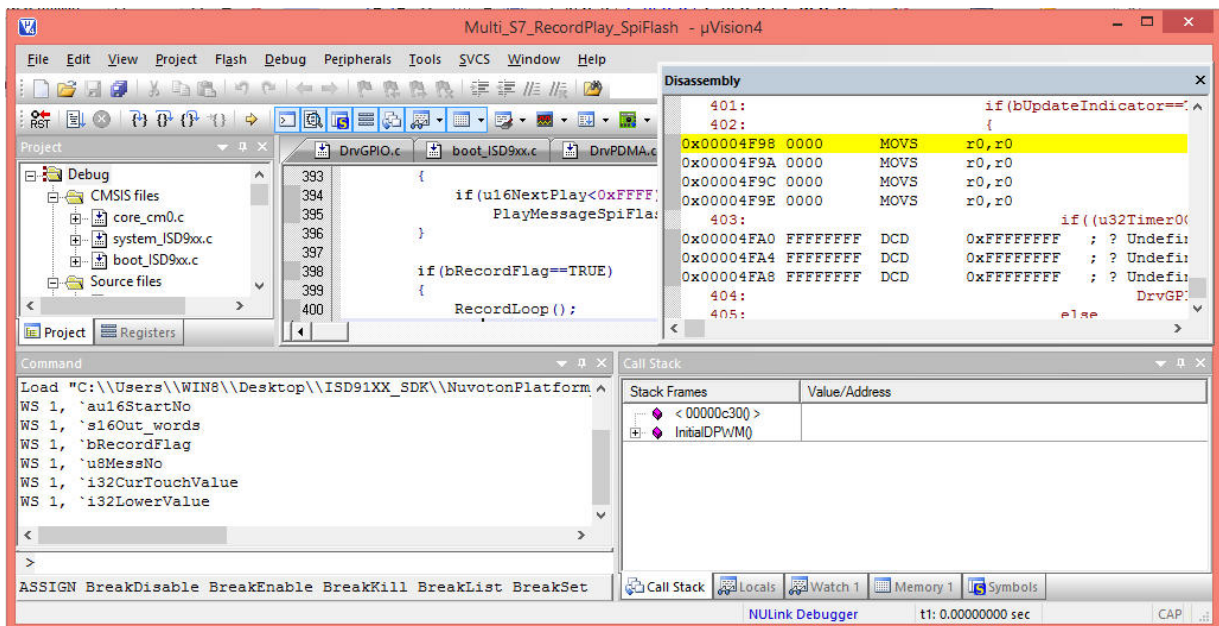 Multi_S7_RecordPlay_SpiFlash - µVision4
File Edit View Project Flash Debug Peripherals Tools SVCS Window Help
RST
Project
DrvGPIO.c boot_ISD9xx.c DrvPDMA.c
Debug
CMSIS files
core_cm0.c
system_ISD9xx.c
boot_ISD9xx.c
Source files
Project Registers
393 {
394 if(u16NextPlay<0xFFFF)
395 PlayMessageSpiFlas
396 }
397
398 if(bRecordFlag==TRUE)
399 {
400 RecordLoop();
Disassembly
401: if(bUpdateIndicator==
402: {
0x00004F98 0000 MOVS r0,r0
0x00004F9A 0000 MOVS r0,r0
0x00004F9C 0000 MOVS r0,r0
0x00004F9E 0000 MOVS r0,r0
403: if((u32Timer0
0x00004FA0 FFFFFFFF DCD 0xFFFFFFFF ; ? Undefi
0x00004FA4 FFFFFFFF DCD 0xFFFFFFFF ; ? Undefi
0x00004FA8 FFFFFFFF DCD 0xFFFFFFFF ; ? Undefi
404: DrvGP
405: else
Command
Load "C:\\Users\\WIN8\\Desktop\\ISD91XX_SDK\\NuvotonPlatform
WS 1, `au16StartNo
WS 1, `s16Out_words
WS 1, `bRecordFlag
WS 1, `u8MessNo
WS 1, `i32CurTouchValue
WS 1, `i32LowerValue
>
ASSIGN BreakDisable BreakEnable BreakKill BreakList BreakSet
Call Stack
Stack Frames Value/Address
< 00000c30() >
InitialDPWM()
Call Stack Locals Watch 1 Memory 1 Symbols
NULink Debugger t1: 0.00000000 sec CAP